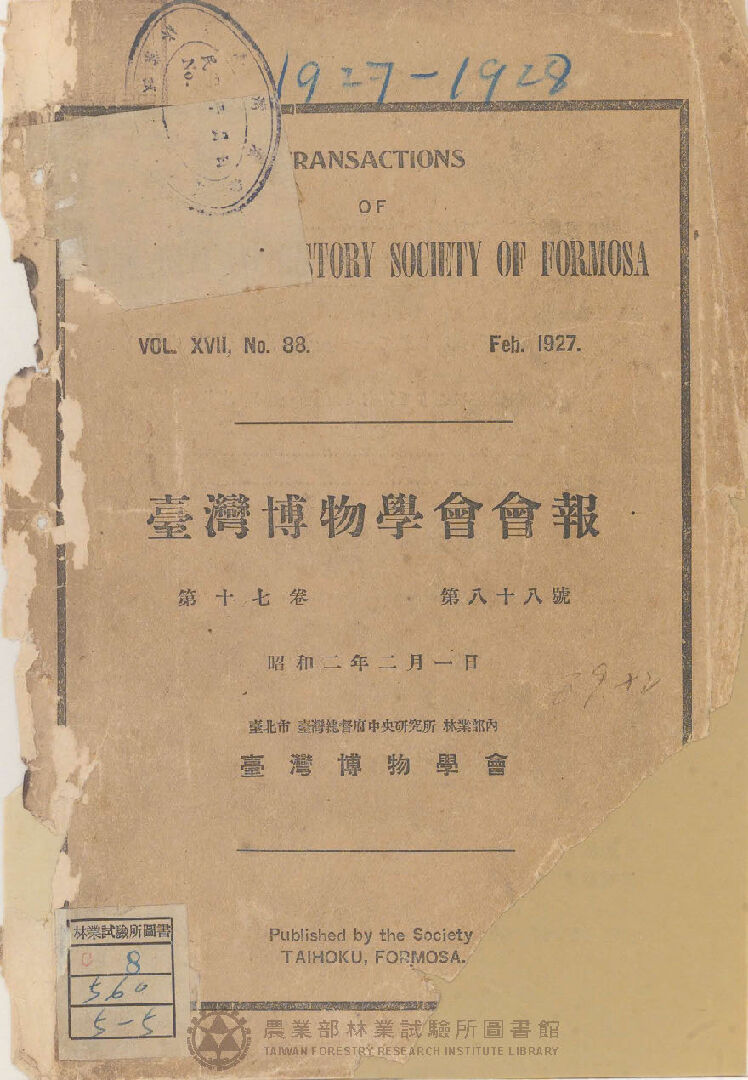 1927-1928
No.
TRANSACTIONS
OF
STORY SOCIETY OF FORMOSA
VOL. XVII, No. 88. Feb. 1927.
臺灣博物學會會報
第十七卷 第八十八號
昭和二年二月一日
臺北市 臺灣總督府中央研究所 林業部內
臺灣博物學會
Published by the Society
TAIHOKU, FORMOSA.
林業試驗所圖書
8
560
5-5
農業部林業試驗所圖書館
TAIWAN FORESTRY RESEARCH INSTITUTE LIBRARY